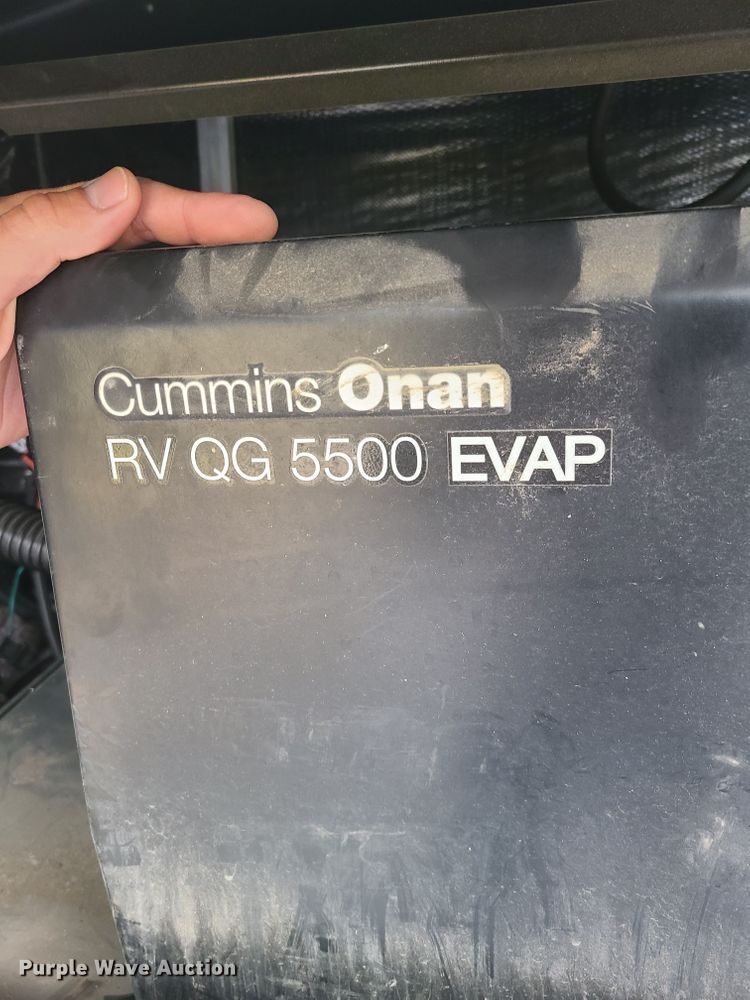 Cummins Onan
RV QG 5500 EVAP
Purple Wave Auction